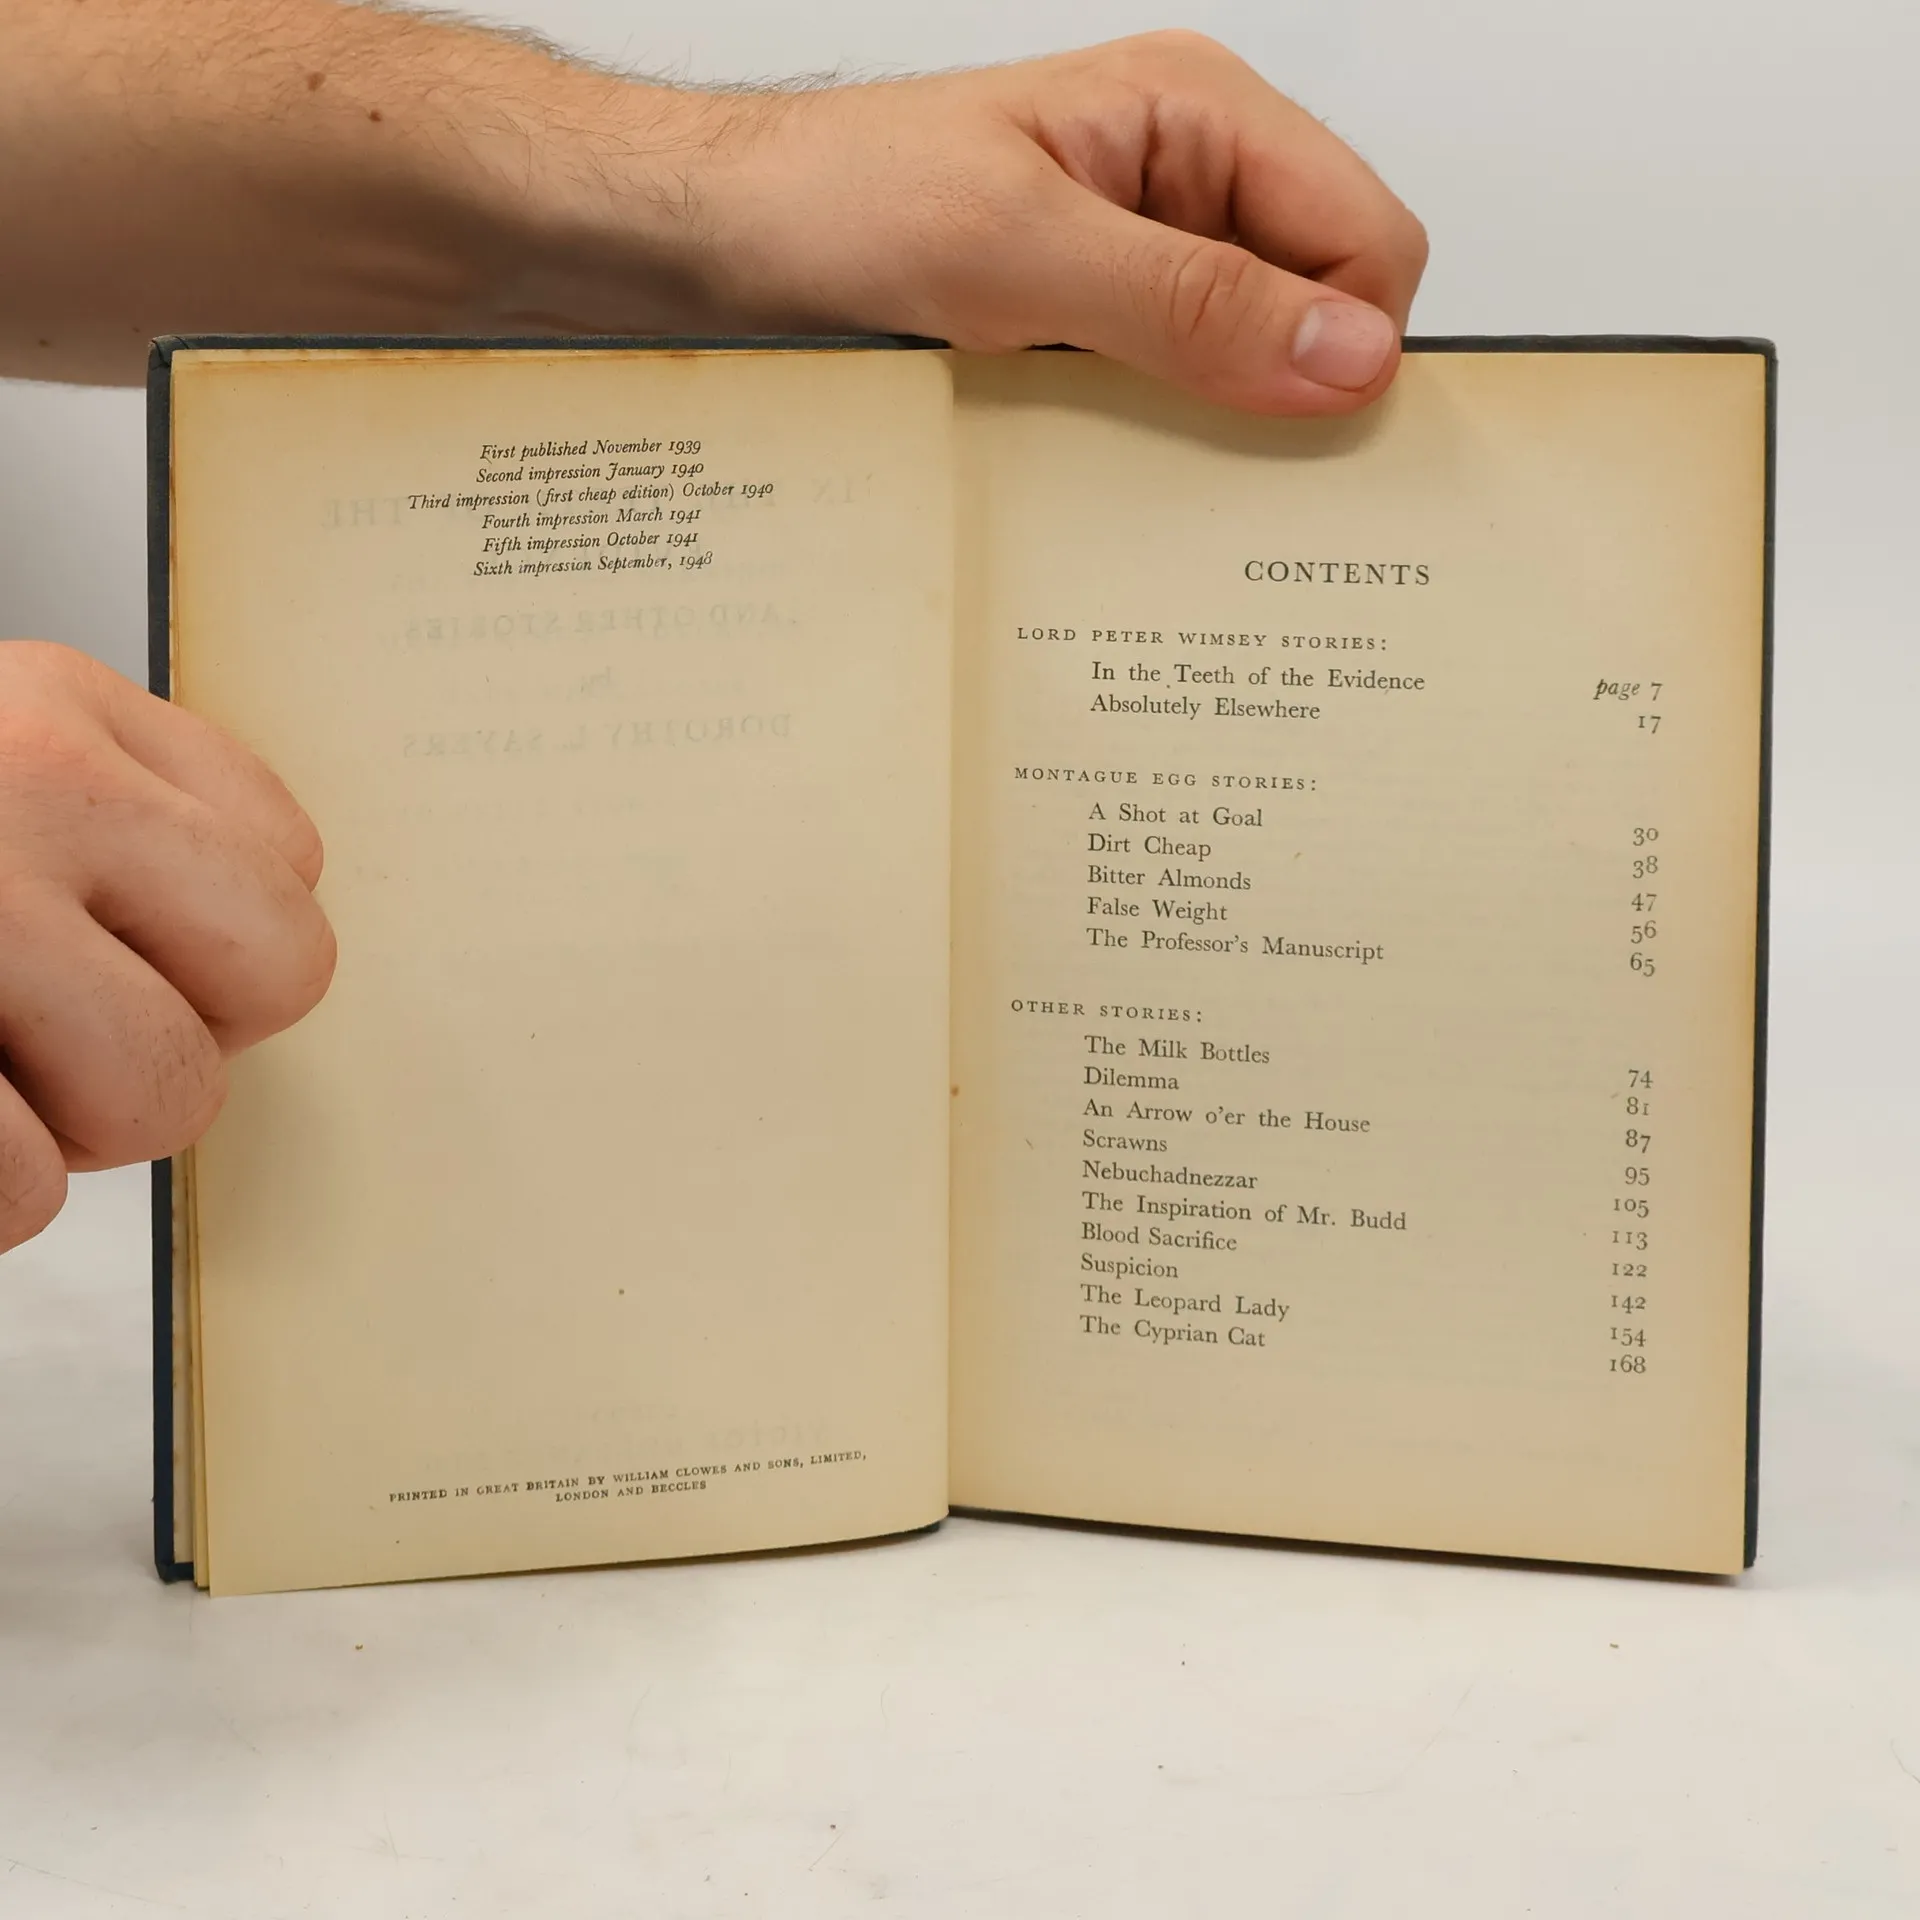 First published November 1939
Second impression January 1940
Third impression (first cheap edition) October 1940
Fourth impression March 1941
Fifth impression October 1941
Sixth impression September, 1948
PRINTED IN GREAT BRITAIN BY WILLIAM CLOWES AND SONS, LIMITED,
LONDON AND BECCLES
CONTENTS
LORD PETER WIMSEY STORIES:
In the Teeth of the Evidence page 7
Absolutely Elsewhere 17
MONTAGUE EGG STORIES:
A Shot at Goal 30
Dirt Cheap 38
Bitter Almonds 47
False Weight 56
The Professor's Manuscript 65
OTHER STORIES:
The Milk Bottles 74
Dilemma 81
An Arrow o'er the House 87
Scrawns 95
Nebuchadnezzar 105
The Inspiration of Mr. Budd 113
Blood Sacrifice 122
Suspicion 142
The Leopard Lady 154
The Cyprian Cat 168